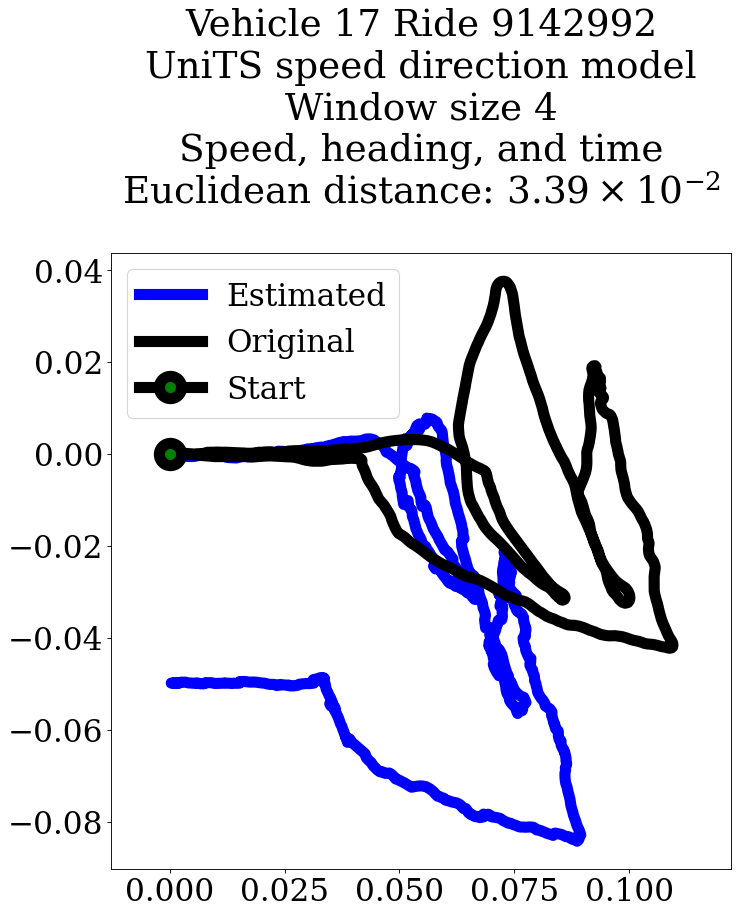 Vehicle 17 Ride 9142992
UniTS speed direction model
Window size 4
Speed, heading, and time
Euclidean distance: 3.39 × 10⁻²
Estimated
Original
Start
0.04
0.02
0.00
−0.02
−0.04
−0.06
−0.08
0.000 0.025 0.050 0.075 0.100